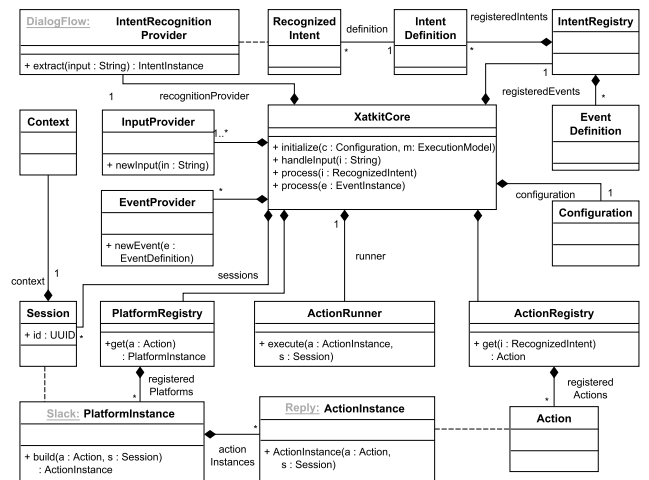 DialogFlow: IntentRecognition
Provider
+ extract(input : String) : IntentInstance
Recognized
Intent
definition
*
1
Intent
Definition
registeredIntents
*
IntentRegistry
1
registeredEvents
*
Event
Definition
1
recognitionProvider
Context
InputProvider
+ newInput(in : String)
1..*
XatkitCore
+ initialize(c : Configuration, m: ExecutionModel)
+ handleInput(i : String)
+ process(i : RecognizedIntent)
+ process(e : EventInstance)
EventProvider
+ newEvent(e :
EventDefinition)
*
configuration
1
Configuration
1
runner
sessions
1
context
Session
+ id : UUID
*
PlatformRegistry
+get(a : Action)
: PlatformInstance
ActionRunner
+ execute(a : ActionInstance,
s : Session)
ActionRegistry
+ get(i : RecognizedIntent)
: Action
registered
Platforms
*
registered
Actions
*
Slack: PlatformInstance
+ build(a : Action, s : Session)
: ActionInstance
*
action
Instances
Reply: ActionInstance
+ ActionInstance(a : Action,
s : Session)
Action